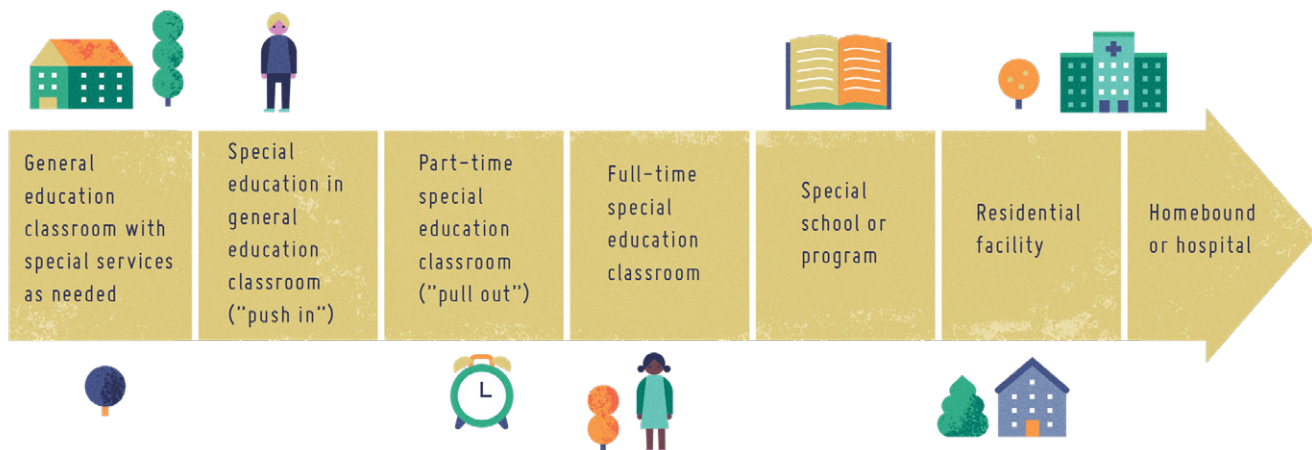 General
education
classroom with
special services
as needed
Special
education in
general
education
classroom
("push in")
Part-time
special
education
classroom
("pull out")
Full-time
special
education
classroom
Special
school or
program
Residential
facility
Homebound
or hospital